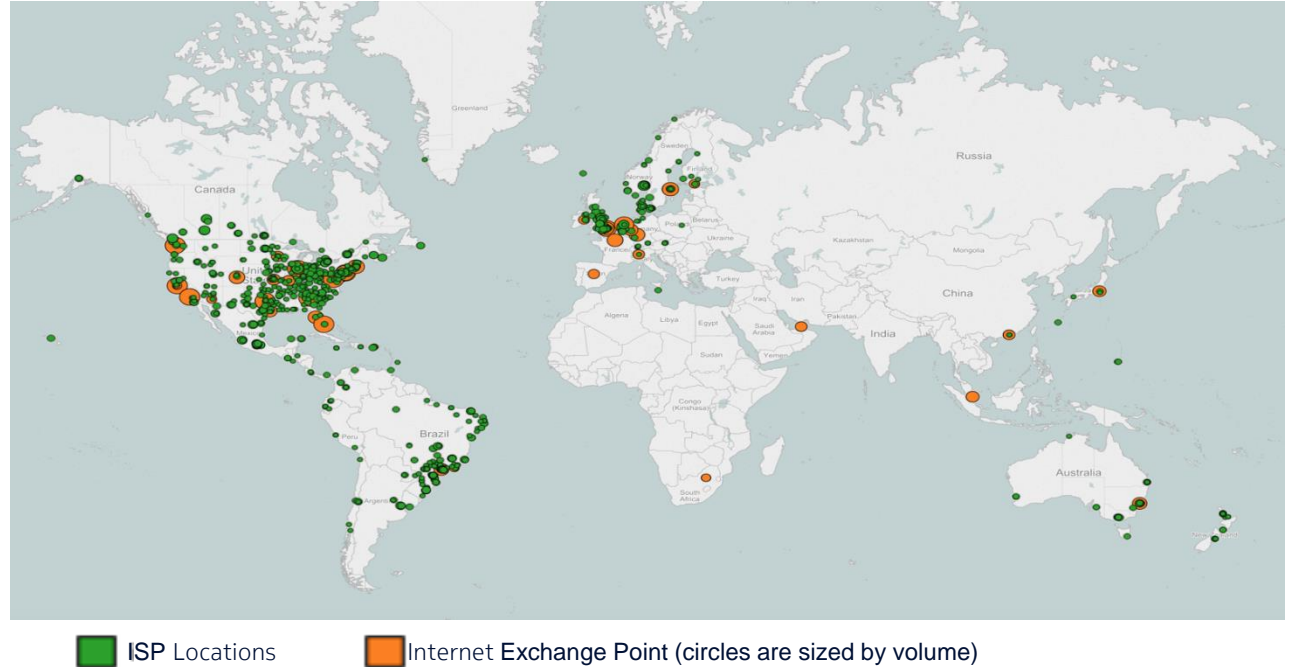 Greenland
Russia
Sweden
Finland
Norway
Canada
Belarus
Ukraine
Kazakhstan
Mongolia
France
Turkey
China
Iraq
Iran
Algeria
Libya
Egypt
Saudi
Arabia
Pakistan
India
Mexico
Sudan
Yemen
Congo
(Kinshasa)
Brazil
Peru
Australia
South
Africa
ISP Locations
Internet Exchange Point (circles are sized by volume)